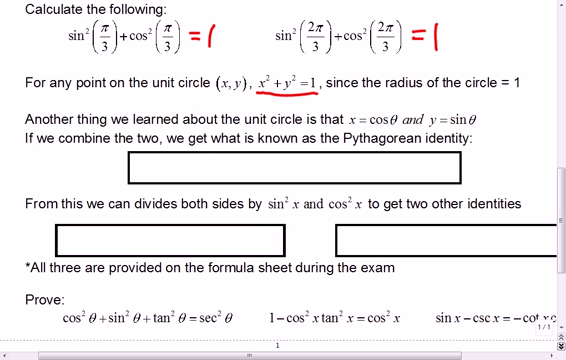 Calculate the following:
sin²(π/3)+cos²(π/3) = 1 sin²(2π/3)+cos²(2π/3) = 1
For any point on the unit circle (x, y), x² + y² =1, since the radius of the circle = 1
Another thing we learned about the unit circle is that x = cosθ and y = sinθ
If we combine the two, we get what is known as the Pythagorean identity:
From this we can divides both sides by sin² x and cos² x to get two other identities
*All three are provided on the formula sheet during the exam
Prove:
cos² θ + sin² θ + tan² θ = sec² θ 1 − cos² x tan² x = cos² x sin x − csc x = −cot x c
1/1
1